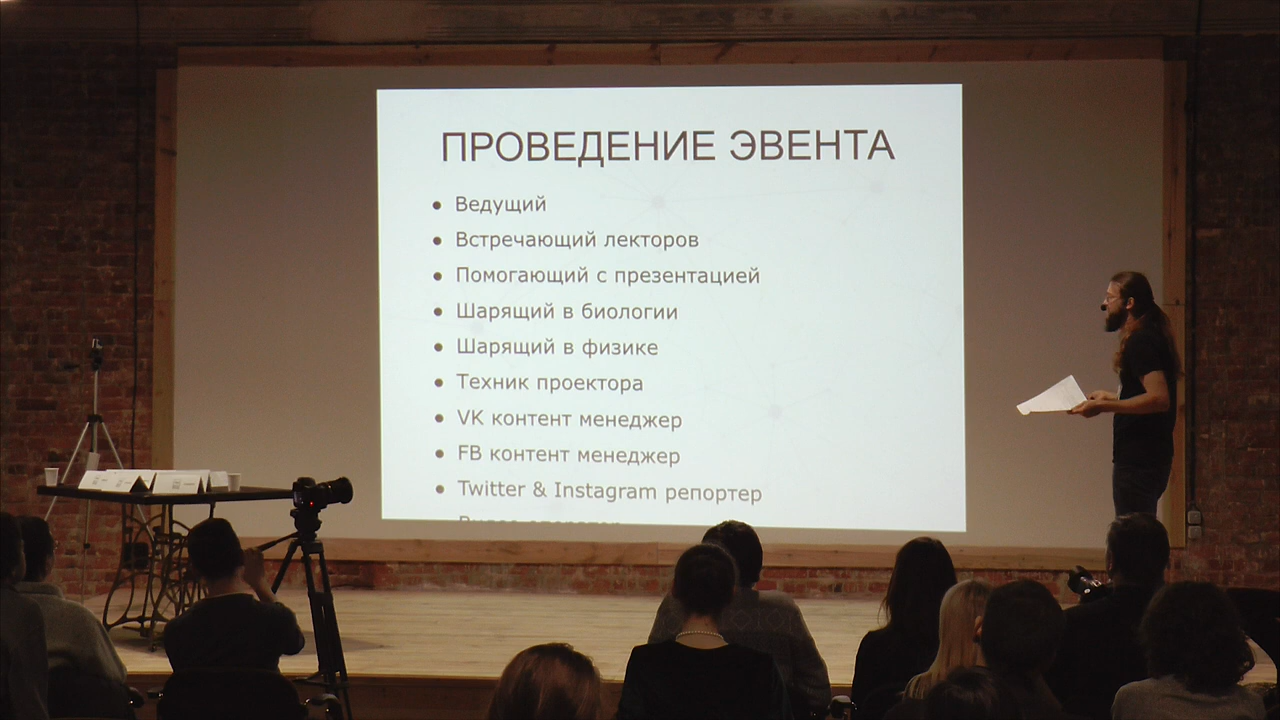 ПРОВЕДЕНИЕ ЭВЕНТА
• Ведущий
• Встречающий лекторов
• Помогающий с презентацией
• Шарящий в биологии
• Шарящий в физике
• Техник проектора
• VK контент менеджер
• FB контент менеджер
• Twitter & Instagram репортер